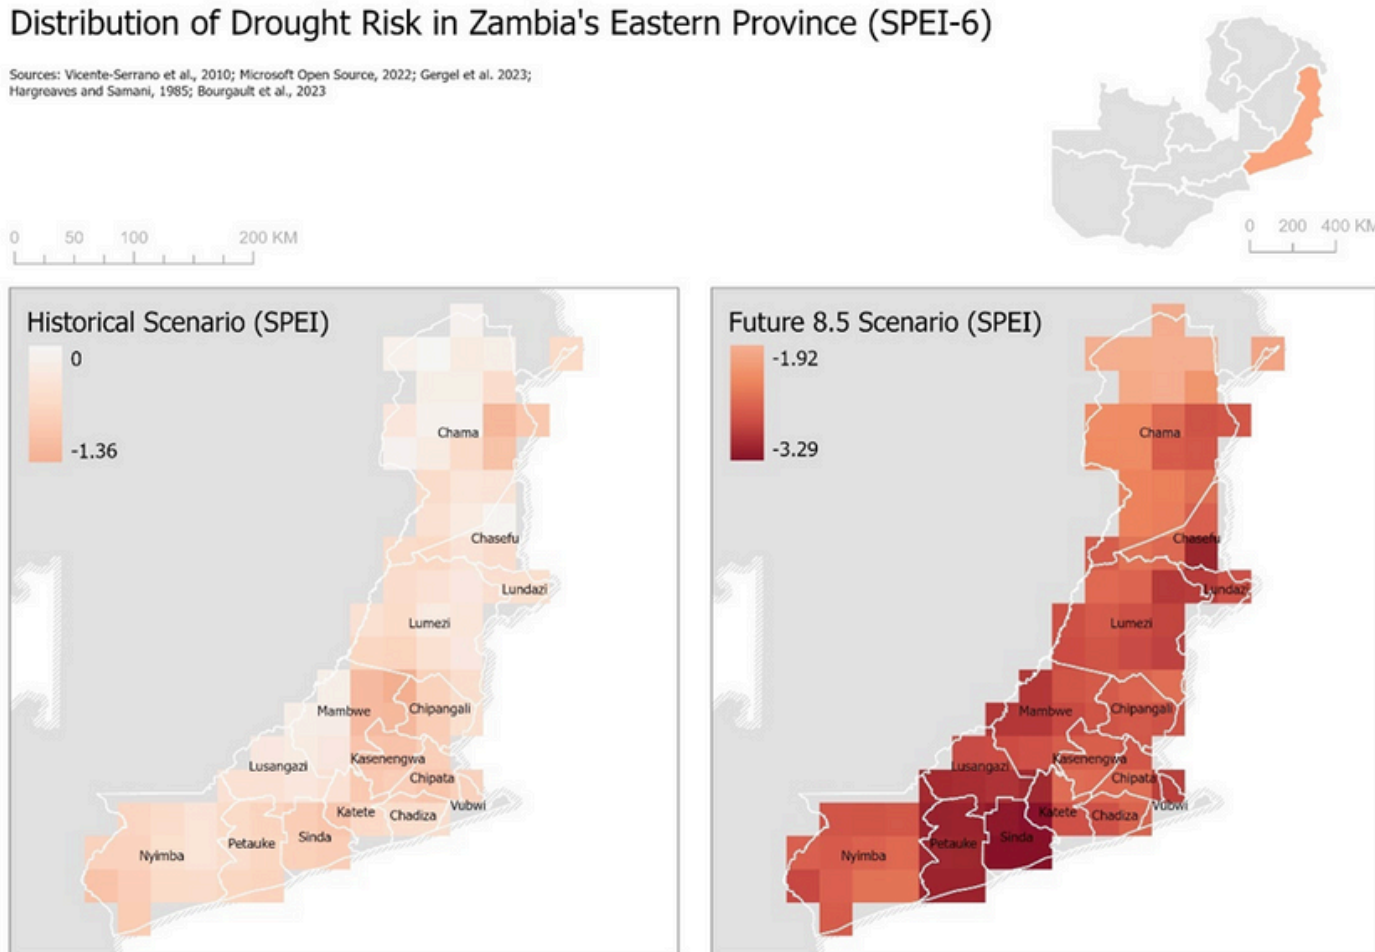 Distribution of Drought Risk in Zambia's Eastern Province (SPEI-6)
Sources: Vicente-Serrano et al., 2010; Microsoft Open Source, 2022; Gergel et al. 2023;
Hargreaves and Samani, 1985; Bourgault et al., 2023
0 200 400 KM
0 50 100 200 KM
Historical Scenario (SPEI)
0
-1.36
Chama
Chasefu
Lundazi
Lumezi
Mambwe
Chipangali
Kasenengwa
Lusangazi
Chipata
Vubwi
Katete
Chadiza
Sinda
Petauke
Nyimba
Future 8.5 Scenario (SPEI)
-1.92
-3.29
Chama
Chasefu
Lundazi
Lumezi
Mambwe
Chipangali
Kasenengwa
Lusangazi
Chipata
Vubwi
Katete
Chadiza
Sinda
Petauke
Nyimba